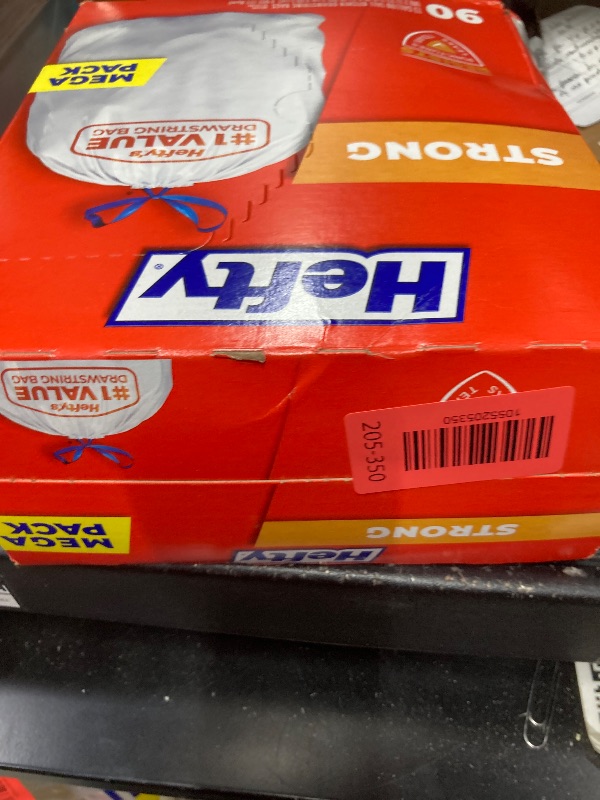 90
STRONG
MEGA
PACK
Hefty's
#1 VALUE
DRAWSTRING BAG
Hefty®
Hefty's
#1 VALUE
DRAWSTRING BAG
205-350
1055205350
STRONG
MEGA
PACK
Hefty